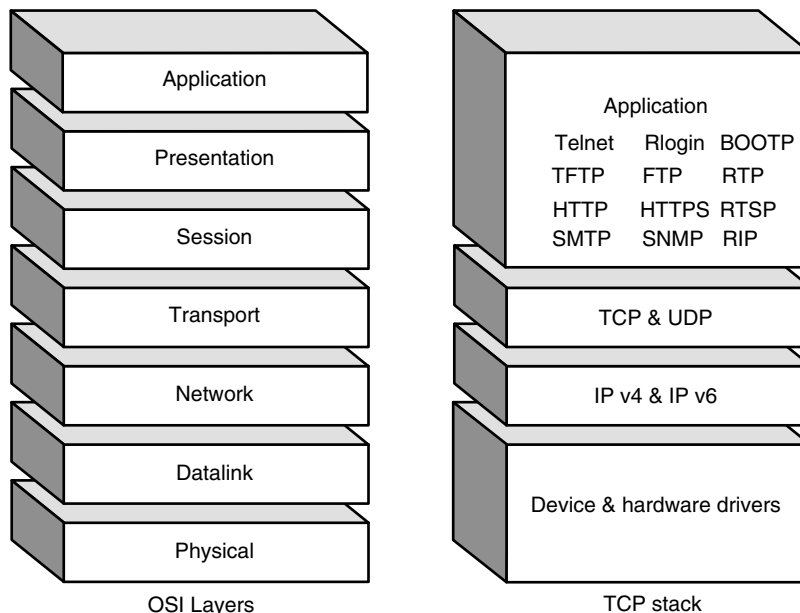 Application
Presentation
Session
Transport
Network
Datalink
Physical
OSI Layers
Application
Telnet Rlogin BOOTP
TFTP FTP RTP
HTTP HTTPS RTSP
SMTP SNMP RIP
TCP & UDP
IP v4 & IP v6
Device & hardware drivers
TCP stack